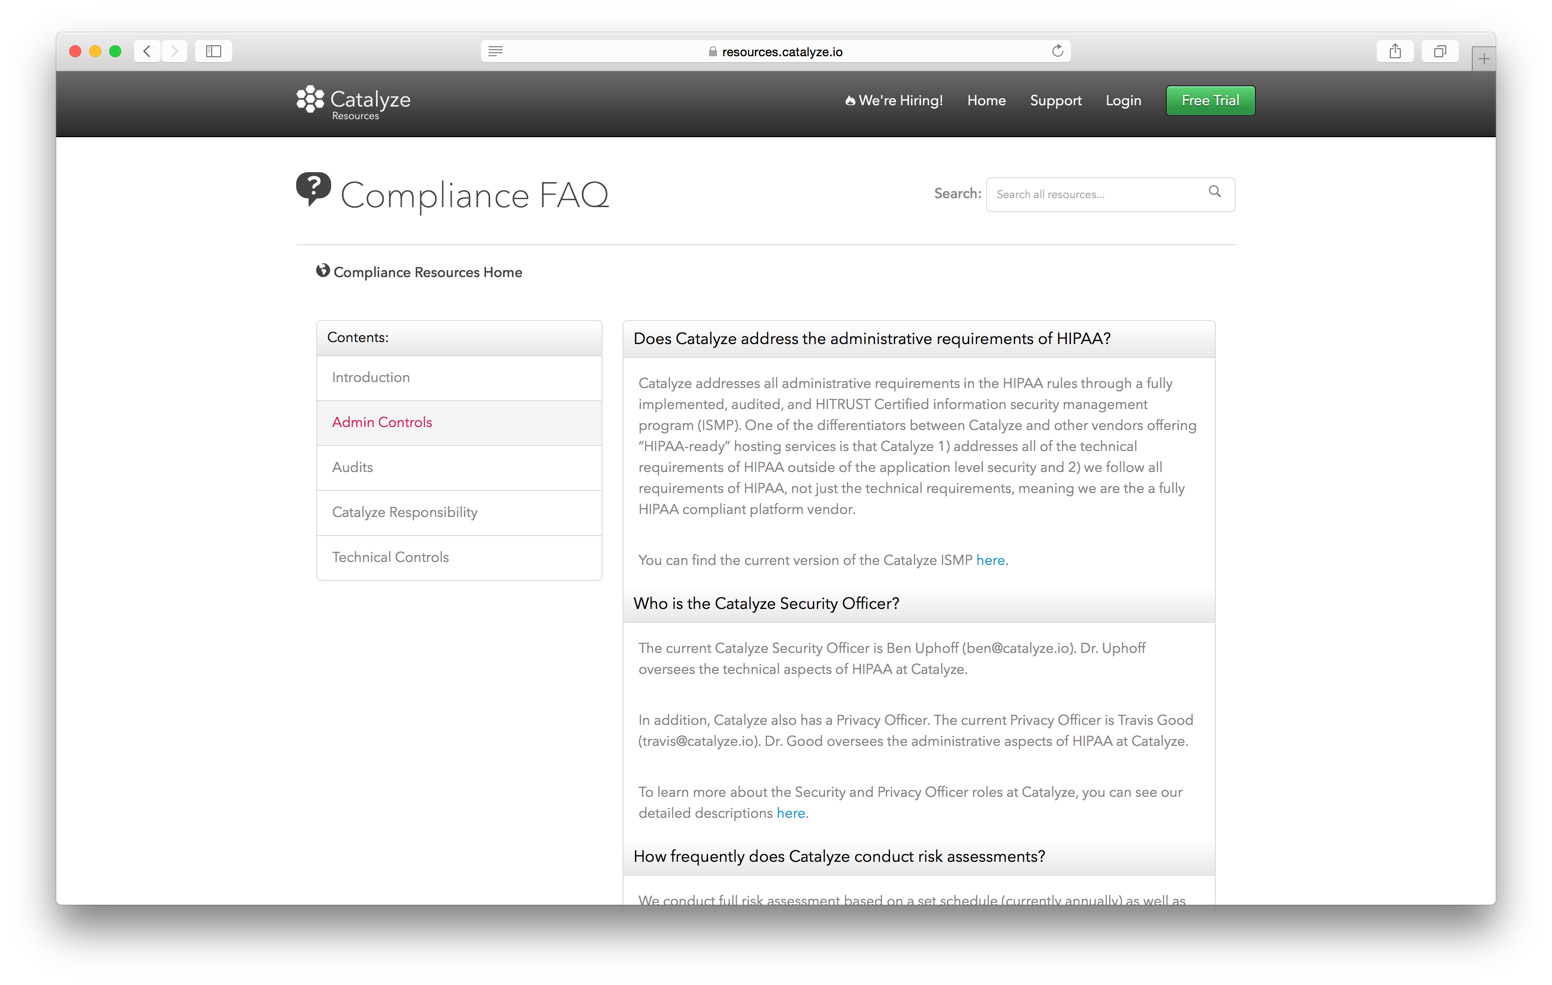 resources.catalyze.io
Catalyze
Resources
We're Hiring!
Home
Support
Login
Free Trial
Compliance FAQ
Search:
Search all resources...
Compliance Resources Home
Contents:
Introduction
Admin Controls
Audits
Catalyze Responsibility
Technical Controls
Does Catalyze address the administrative requirements of HIPAA?
Catalyze addresses all administrative requirements in the HIPAA rules through a fully
implemented, audited, and HITRUST Certified information security management
program (ISMP). One of the differentiators between Catalyze and other vendors offering
“HIPAA-ready” hosting services is that Catalyze 1) addresses all of the technical
requirements of HIPAA outside of the application level security and 2) we follow all
requirements of HIPAA, not just the technical requirements, meaning we are the a fully
HIPAA compliant platform vendor.
You can find the current version of the Catalyze ISMP here.
Who is the Catalyze Security Officer?
The current Catalyze Security Officer is Ben Uphoff (ben@catalyze.io). Dr. Uphoff
oversees the technical aspects of HIPAA at Catalyze.
In addition, Catalyze also has a Privacy Officer. The current Privacy Officer is Travis Good
(travis@catalyze.io). Dr. Good oversees the administrative aspects of HIPAA at Catalyze.
To learn more about the Security and Privacy Officer roles at Catalyze, you can see our
detailed descriptions here.
How frequently does Catalyze conduct risk assessments?
We conduct full risk assessment based on a set schedule (currently annually) as well as